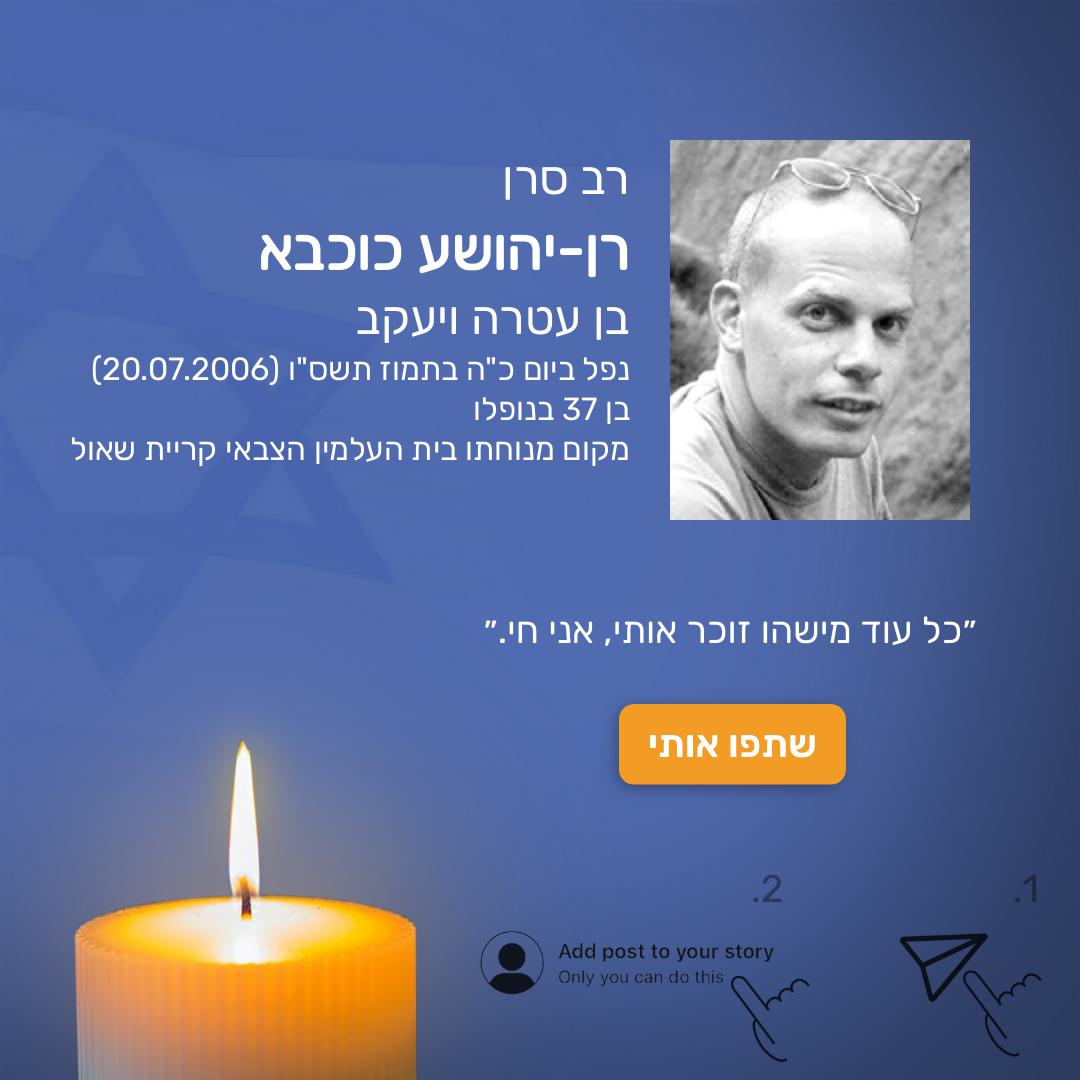 רב סרן
רן-יהושע כוכבא
בן עטרה ויעקב
נפל ביום כ"ה בתמוז תשס"ו (20.07.2006)
בן 37 בנופלו
מקום מנוחתו בית העלמין הצבאי קריית שאול
״כל עוד מישהו זוכר אותי, אני חי.״
שתפו אותי
1.
2.
Add post to your story
Only you can do this